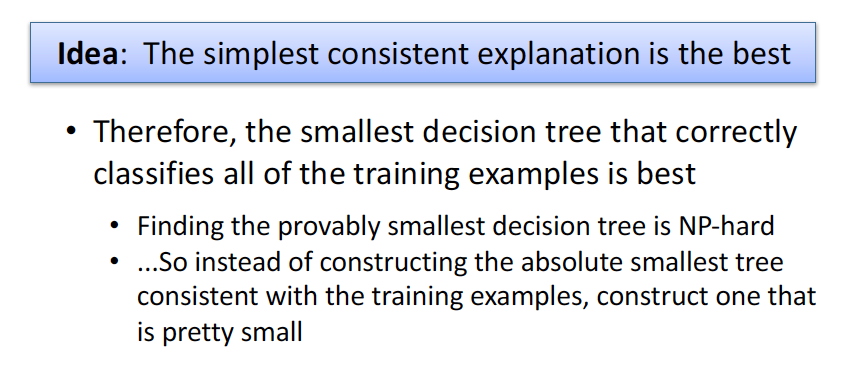 Idea: The simplest consistent explanation is the best
• Therefore, the smallest decision tree that correctly
classifies all of the training examples is best
• Finding the provably smallest decision tree is NP-hard
• ...So instead of constructing the absolute smallest tree
consistent with the training examples, construct one that
is pretty small